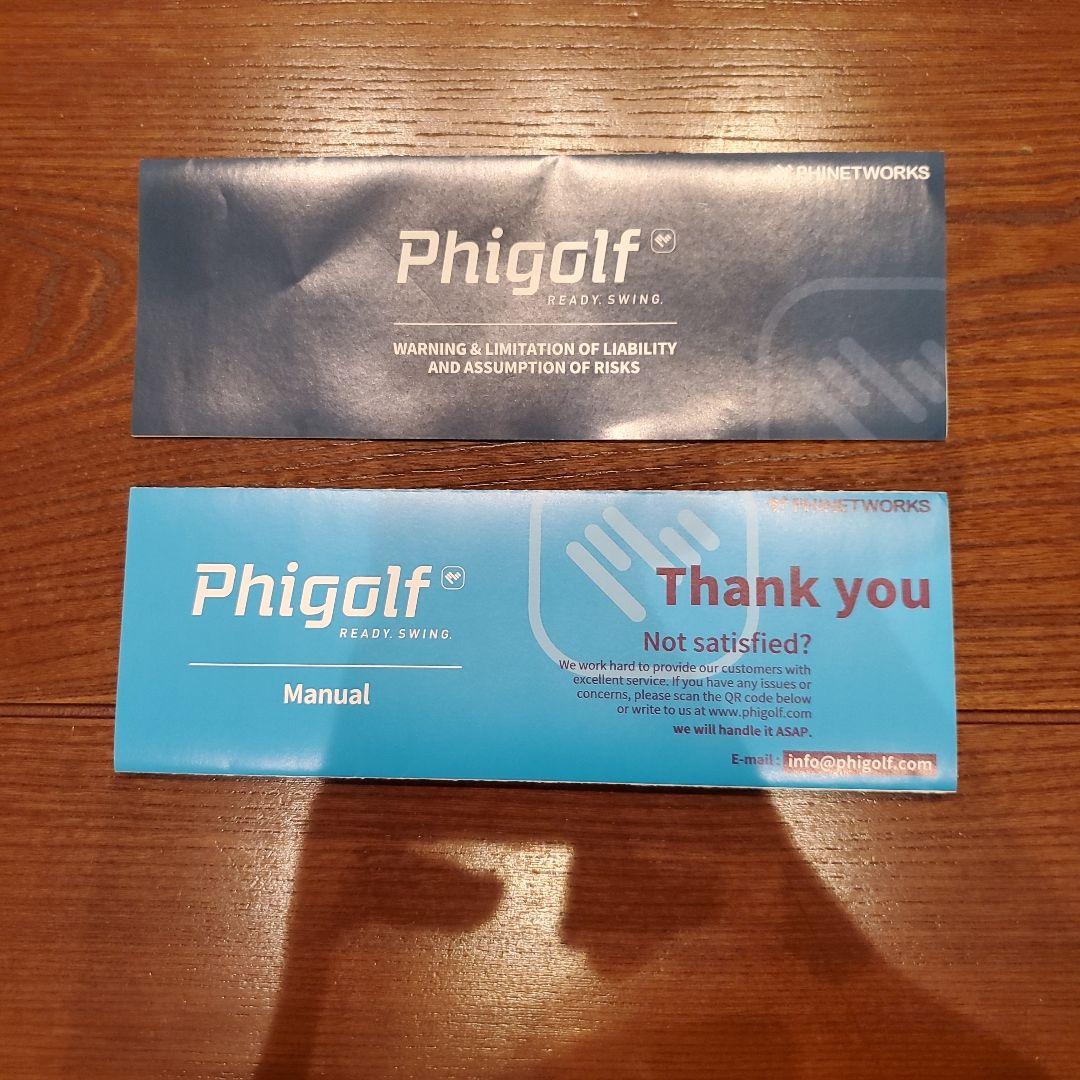 PHINETWORKS
Phigolf
READY. SWING.
WARNING & LIMITATION OF LIABILITY
AND ASSUMPTION OF RISKS
PHINETWORKS
Phigolf
READY. SWING.
Manual
Thank you
Not satisfied?
We work hard to provide our customers with
excellent service. If you have any issues or
concerns, please scan the QR code below
or write to us at www.phigolf.com
we will handle it ASAP.
E-mail : info@phigolf.com